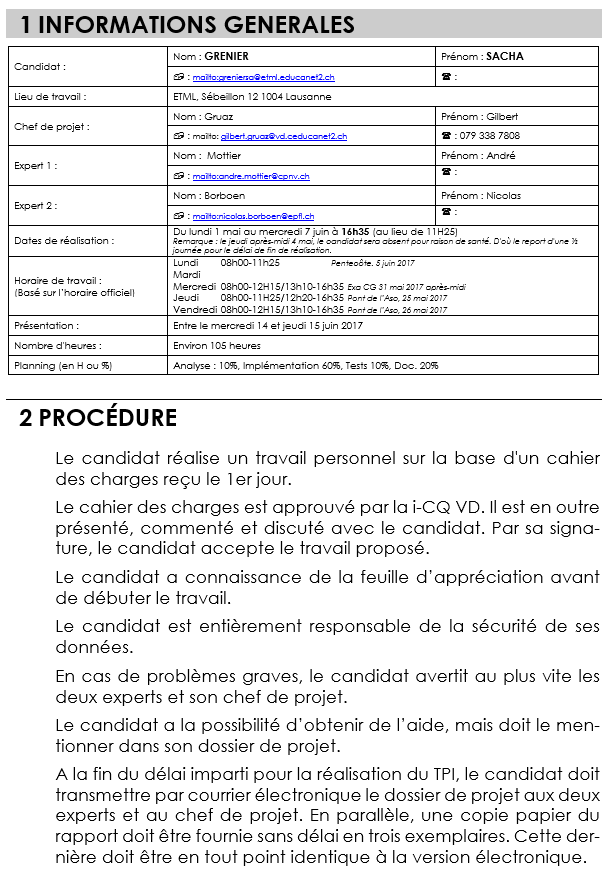 1 INFORMATIONS GENERALES
Candidat :
Nom : GRENIER
Prénom : SACHA
: mailto:greniersa@etml.educanet2.ch
:
Lieu de travail :
ETML, Sébeillon 12 1004 Lausanne
Chef de projet :
Nom : Gruaz
Prénom : Gilbert
: mailto: gilbert.gruaz@vd.ceducanet2.ch
: 079 338 7808
Expert 1 :
Nom : Mottier
Prénom : André
: mailto:andre.mottier@cpnv.ch
:
Expert 2 :
Nom : Borboen
Prénom : Nicolas
: mailto:nicolas.borboen@epfl.ch
:
Dates de réalisation :
Du lundi 1 mai au mercredi 7 juin à 16h35 (au lieu de 11H25)
Remarque : le jeudi après-midi 4 mai, le candidat sera absent pour raison de santé. D'où le report d'une ½
journée pour le délai de fin de réalisation.
Horaire de travail :
(Basé sur l'horaire officiel)
Lundi 08h00-11h25 Pentecôte. 5 juin 2017
Mardi
Mercredi 08h00-12H15/13h10-16h35 Exa CG 31 mai 2017 après-midi
Jeudi 08h00-11H25/12h20-16h35 Pont de l'Asc, 25 mai 2017
Vendredi 08h00-12H15/13h10-16h35 Pont de l'Asc, 26 mai 2017
Présentation :
Entre le mercredi 14 et jeudi 15 juin 2017
Nombre d'heures :
Environ 105 heures
Planning (en H ou %)
Analyse : 10%, Implémentation 60%, Tests 10%, Doc. 20%
2 PROCÉDURE
Le candidat réalise un travail personnel sur la base d'un cahier
des charges reçu le 1er jour.
Le cahier des charges est approuvé par la i-CQ VD. Il est en outre
présenté, commenté et discuté avec le candidat. Par sa signa-
ture, le candidat accepte le travail proposé.
Le candidat a connaissance de la feuille d'appréciation avant
de débuter le travail.
Le candidat est entièrement responsable de la sécurité de ses
données.
En cas de problèmes graves, le candidat avertit au plus vite les
deux experts et son chef de projet.
Le candidat a la possibilité d'obtenir de l'aide, mais doit le men-
tionner dans son dossier de projet.
A la fin du délai imparti pour la réalisation du TPI, le candidat doit
transmettre par courrier électronique le dossier de projet aux deux
experts et au chef de projet. En parallèle, une copie papier du
rapport doit être fournie sans délai en trois exemplaires. Cette der-
nière doit être en tout point identique à la version électronique.